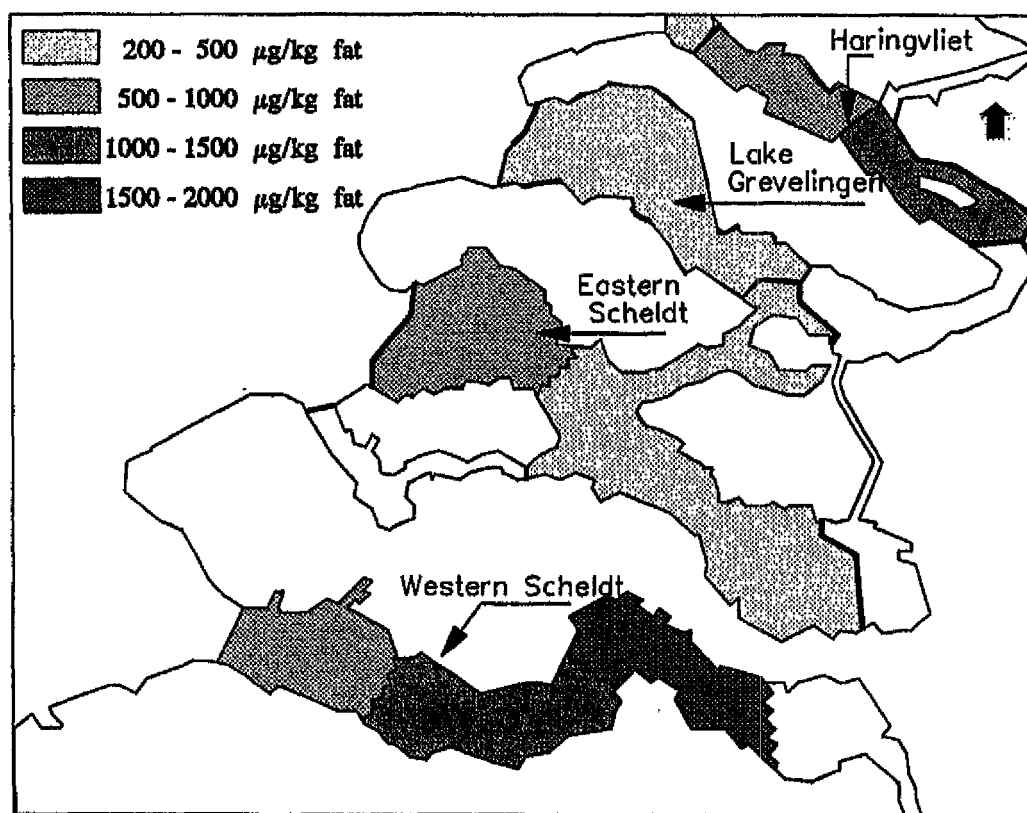 200 - 500 µg/kg fat
500 - 1000 µg/kg fat
1000 - 1500 µg/kg fat
1500 - 2000 µg/kg fat
Haringvliet
Lake
Grevelingen
Eastern
Scheldt
Western Scheldt